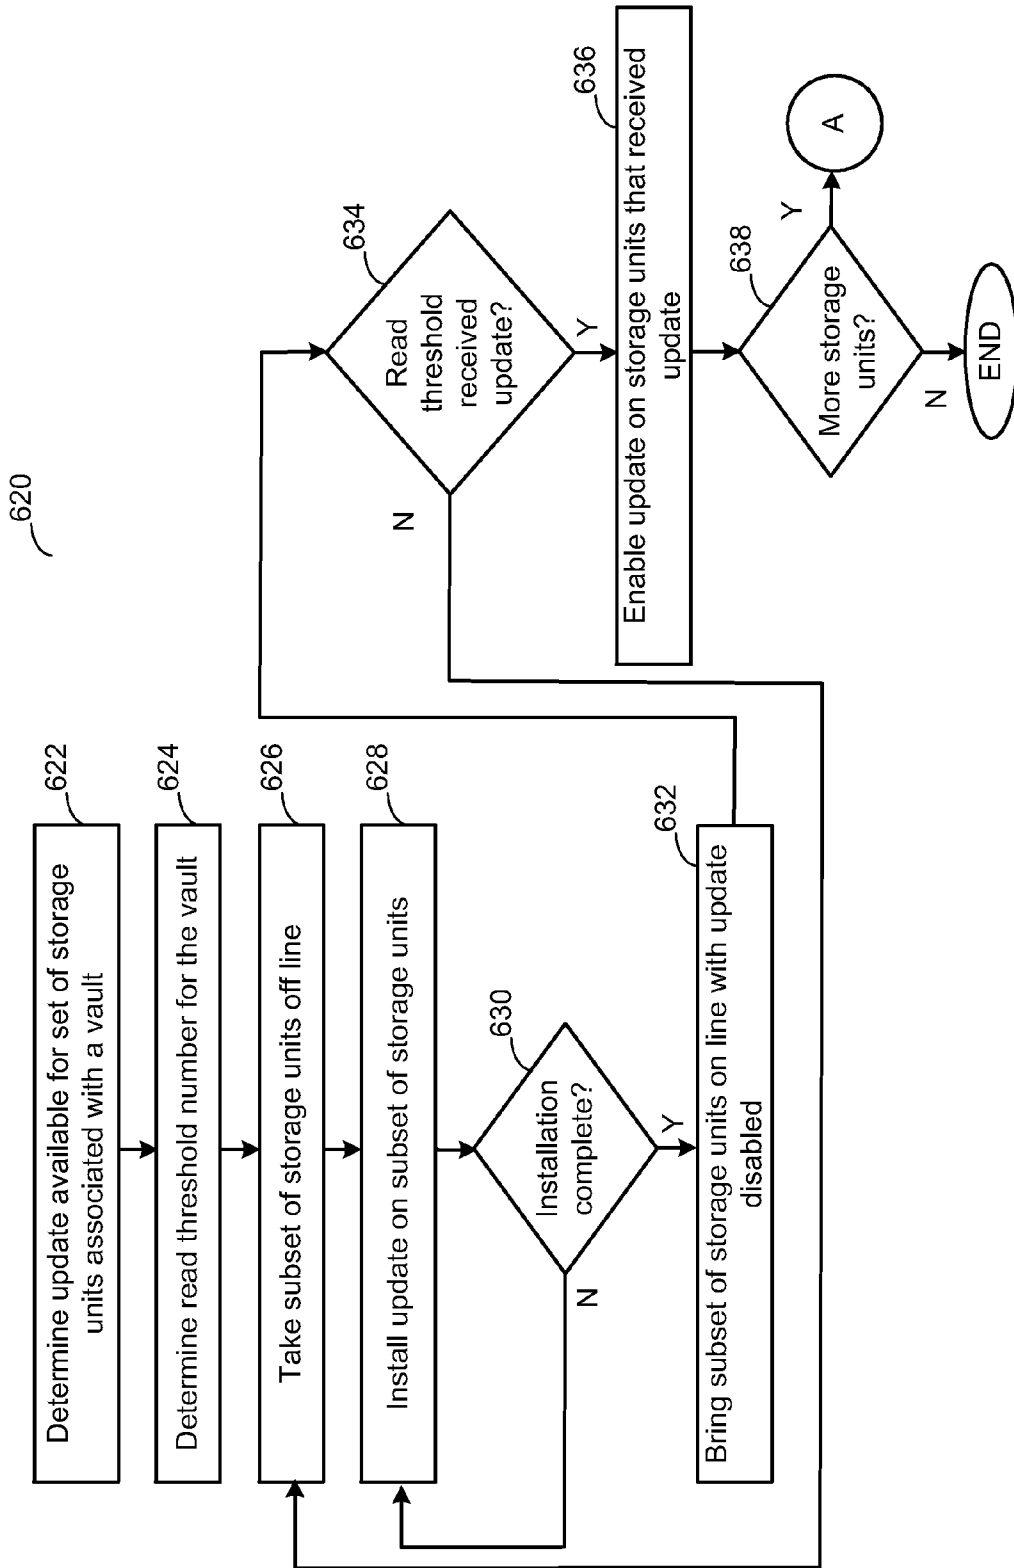 620
622
Determine update available for set of storage
units associated with a vault
624
Determine read threshold number for the vault
626
Take subset of storage units off line
628
Install update on subset of storage units
630
Installation
complete?
N
Y
632
Bring subset of storage units on line with update
disabled
634
Read
threshold
received
update?
N
Y
636
Enable update on storage units that received
update
638
More storage
units?
Y
A
N
END